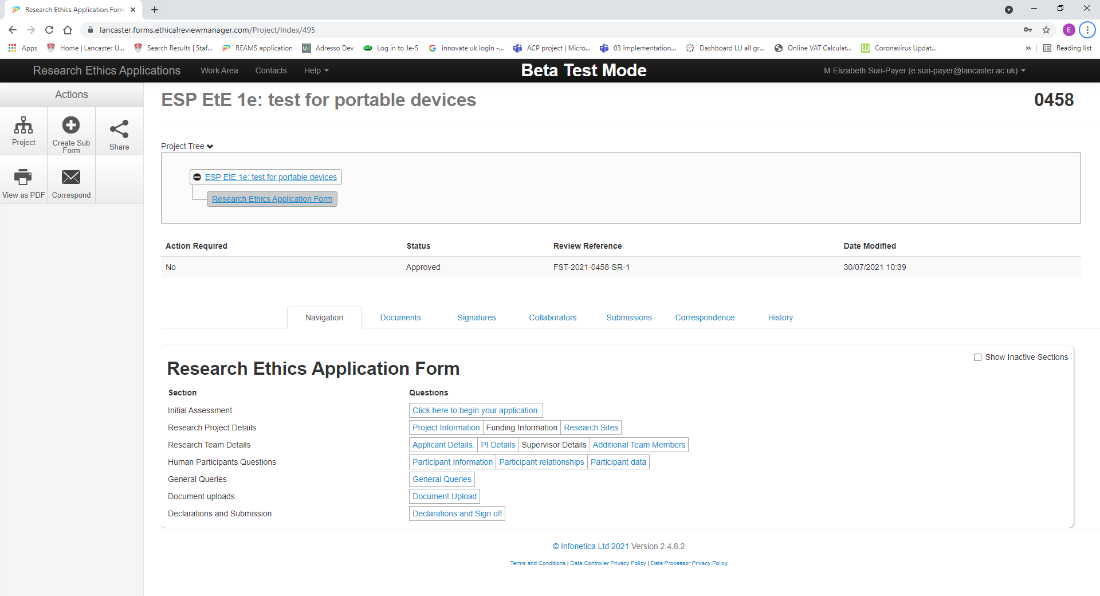 Research Ethics Application Form
lancaster.forms.ethicalreviewmanager.com/Project/Index/495
E
Apps Home | Lancaster U... Search Results | Staf... REAMS application Adresso Dev Log in to Je-S innovate uk login -... ACP project | Micro... 03 Implementation... Dashboard LU all gr... Online VAT Calculat... Coronavirus Updat... » Reading list
Research Ethics Applications Work Area Contacts Help Beta Test Mode M Elizabeth Suri-Payer (e.suri-payer@lancaster.ac.uk)
Actions
Project
Create Sub Form
Share
View as PDF
Correspond
ESP EtE 1e: test for portable devices 0458
Project Tree
ESP EtE 1e: test for portable devices
Research Ethics Application Form
Action Required Status Review Reference Date Modified
No Approved FST-2021-0458-SR-1 30/07/2021 10:39
Navigation Documents Signatures Collaborators Submissions Correspondence History
Show Inactive Sections
Research Ethics Application Form
Section Questions
Initial Assessment Click here to begin your application
Research Project Details Project Information Funding Information Research Sites
Research Team Details Applicant Details. PI Details Supervisor Details Additional Team Members
Human Participants Questions Participant Information Participant relationships Participant data
General Queries General Queries
Document uploads Document Upload
Declarations and Submission Declarations and Sign off
© Infonetica Ltd 2021 Version 2.4.8.2
Terms and Conditions | Data Controller Privacy Policy | Data Processor Privacy Policy